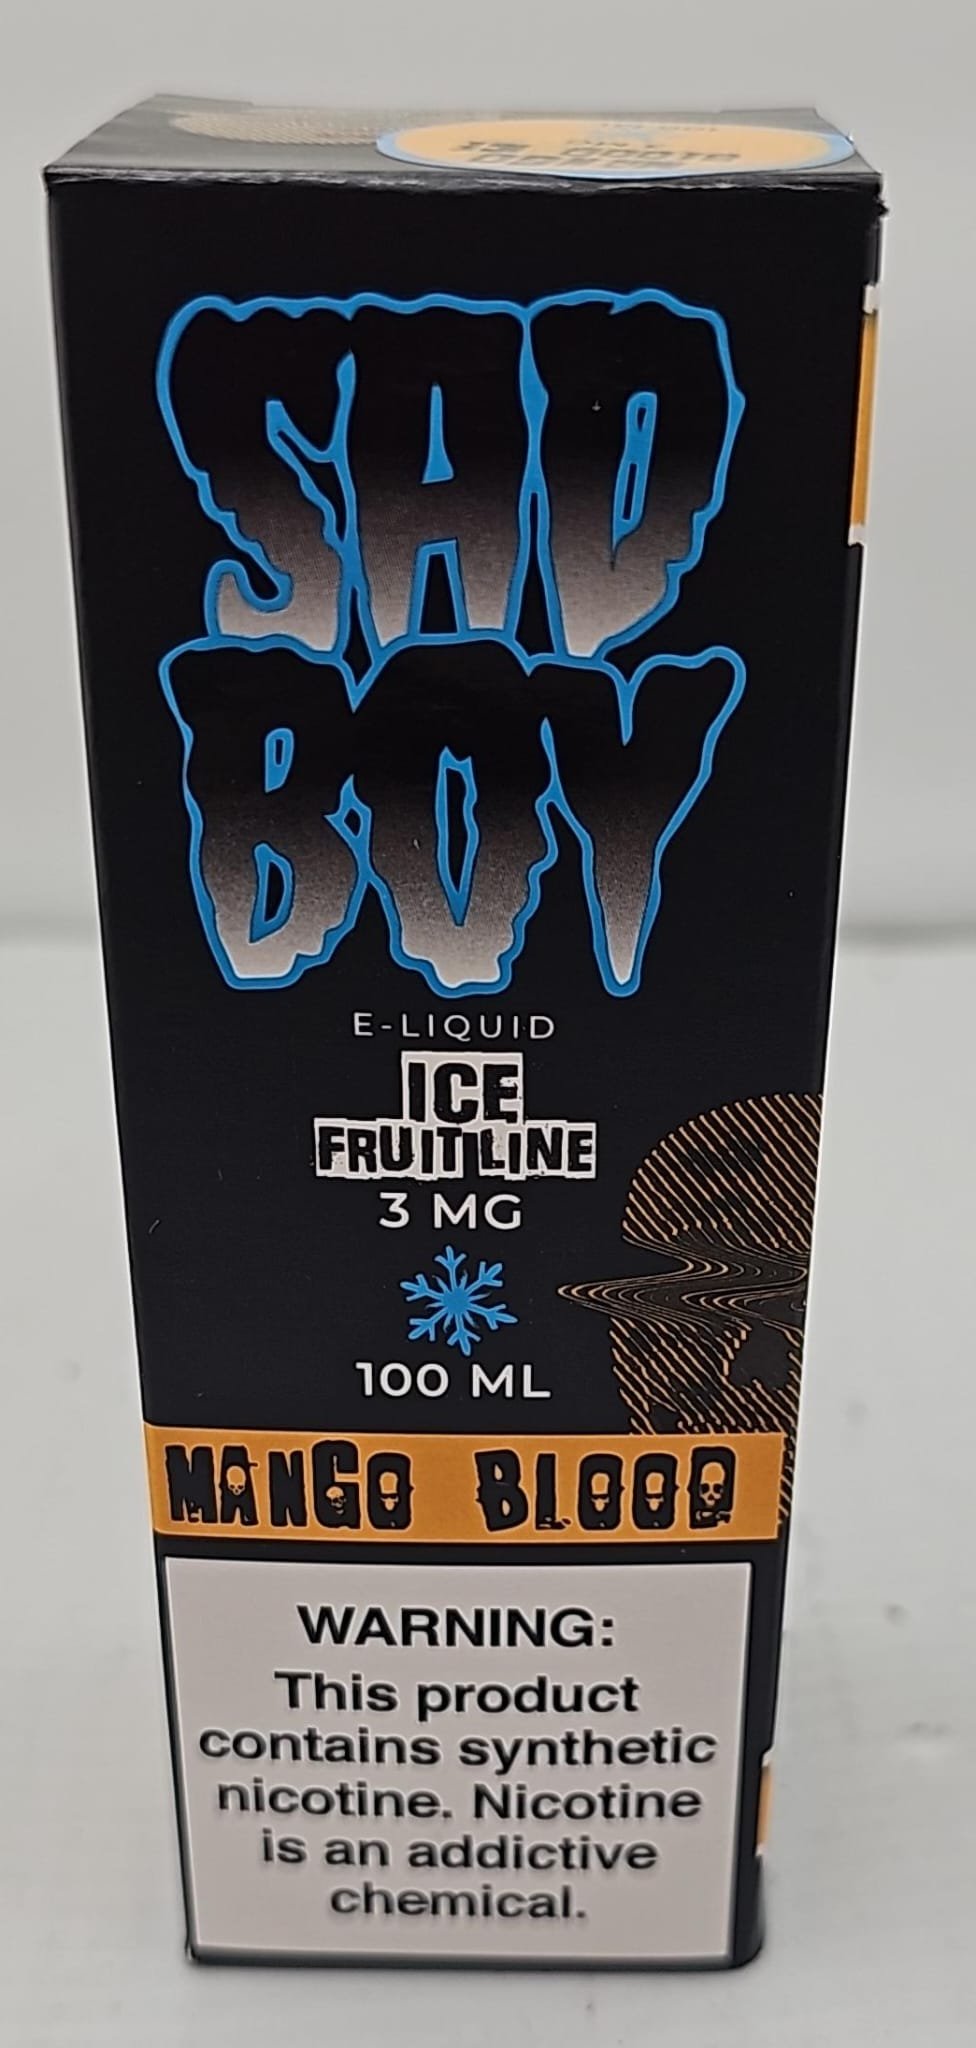 SAD
BOY
E-LIQUID
ICE
FRUIT LINE
3 MG
100 ML
MANGO BLOOD
WARNING:
This product
contains synthetic
nicotine. Nicotine
is an addictive
chemical.